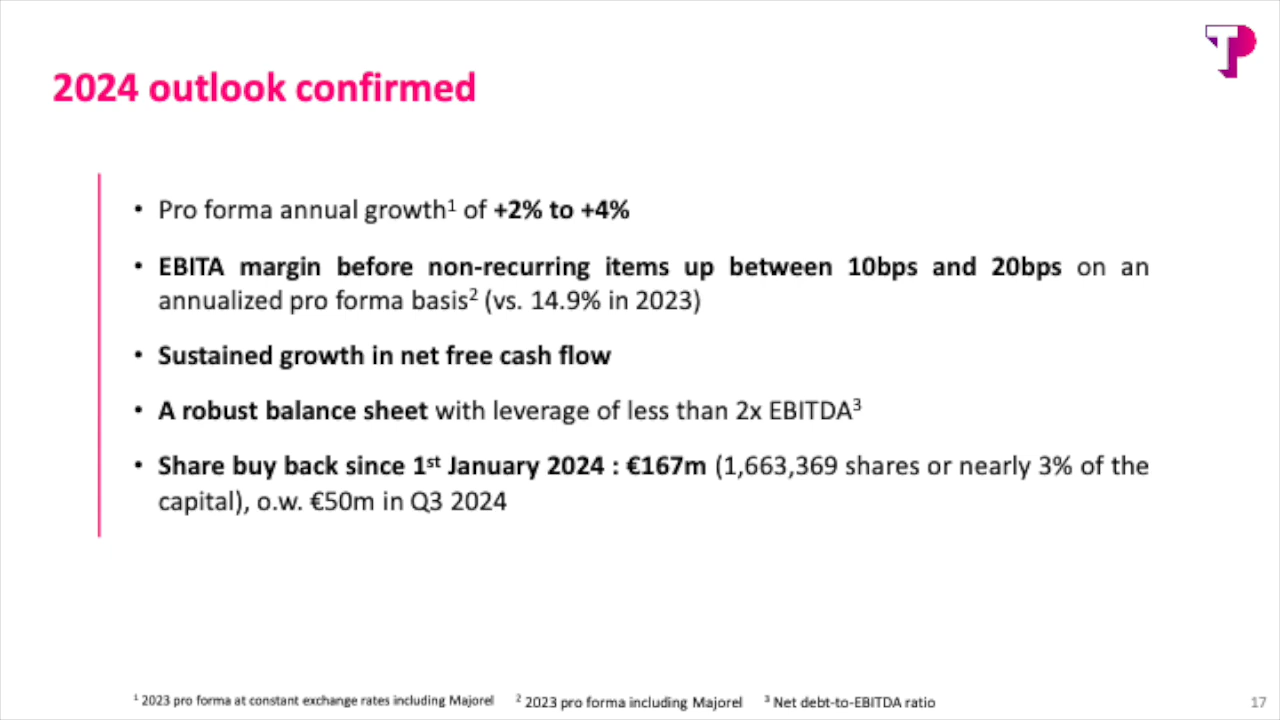 TP
2024 outlook confirmed
• Pro forma annual growth¹ of +2% to +4%
• EBITA margin before non-recurring items up between 10bps and 20bps on an
annualized pro forma basis² (vs. 14.9% in 2023)
• Sustained growth in net free cash flow
• A robust balance sheet with leverage of less than 2x EBITDA³
• Share buy back since 1ˢᵗ January 2024 : €167m (1,663,369 shares or nearly 3% of the
capital), o.w. €50m in Q3 2024
¹ 2023 pro forma at constant exchange rates including Majorel ² 2023 pro forma including Majorel ³ Net debt-to-EBITDA ratio
17